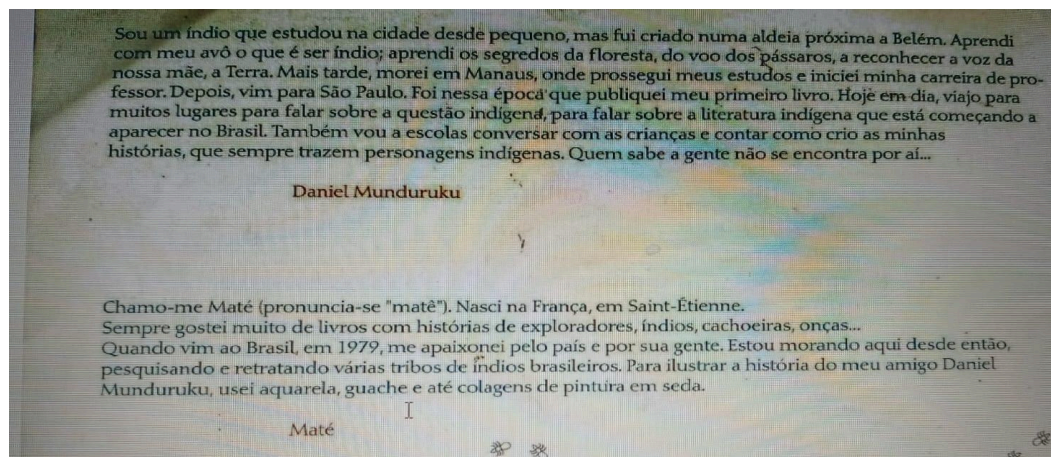 Sou um índio que estudou na cidade desde pequeno, mas fui criado numa aldeia próxima a Belém. Aprendi
com meu avô o que é ser índio; aprendi os segredos da floresta, do voo dos pássaros, a reconhecer a voz da
nossa mãe, a Terra. Mais tarde, morei em Manaus, onde prossegui meus estudos e iniciei minha carreira de pro-
fessor. Depois, vim para São Paulo. Foi nessa época que publiquei meu primeiro livro. Hoje em dia, viajo para
muitos lugares para falar sobre a questão indígena, para falar sobre a literatura indígena que está começando a
aparecer no Brasil. Também vou a escolas conversar com as crianças e contar como crio as minhas
histórias, que sempre trazem personagens indígenas. Quem sabe a gente não se encontra por aí...
Daniel Munduruku
Chamo-me Maté (pronuncia-se "matê"). Nasci na França, em Saint-Étienne.
Sempre gostei muito de livros com histórias de exploradores, índios, cachoeiras, onças...
Quando vim ao Brasil, em 1979, me apaixonei pelo país e por sua gente. Estou morando aqui desde então,
pesquisando e retratando várias tribos de índios brasileiros. Para ilustrar a história do meu amigo Daniel
Munduruku, usei aquarela, guache e até colagens de pintura em seda.
Maté